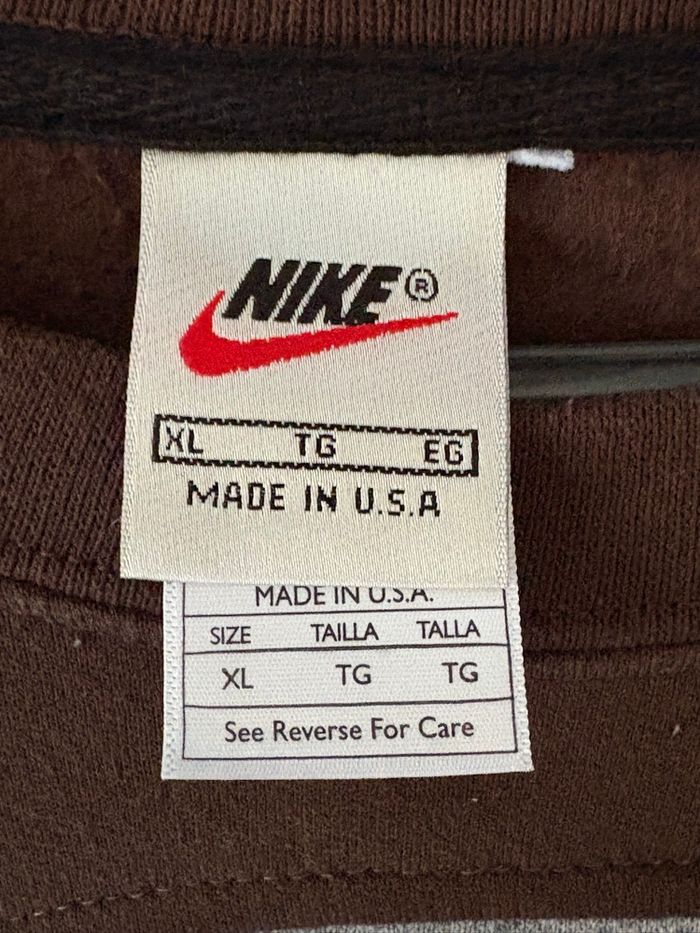 NIKE®
XL TG EG
MADE IN U.S.A
MADE IN U.S.A.
SIZE TAILLA TALLA
XL TG TG
See Reverse For Care